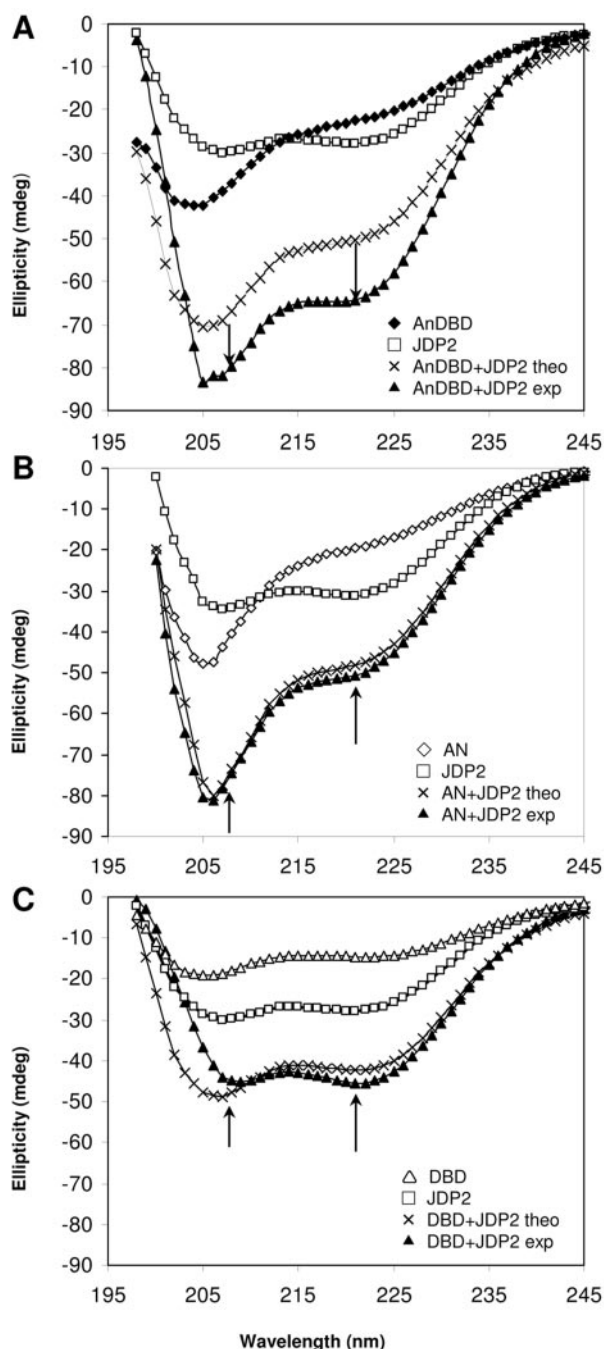 A
0
-10
-20
-30
-40
-50
-60
-70
-80
-90
Ellipticity (mdeg)
AnDBD
JDP2
AnDBD+JDP2 theo
AnDBD+JDP2 exp
195 205 215 225 235 245
B
0
-10
-20
-30
-40
-50
-60
-70
-80
-90
Ellipticity (mdeg)
AN
JDP2
AN+JDP2 theo
AN+JDP2 exp
195 205 215 225 235 245
C
0
-10
-20
-30
-40
-50
-60
-70
-80
-90
Ellipticity (mdeg)
DBD
JDP2
DBD+JDP2 theo
DBD+JDP2 exp
195 205 215 225 235 245
Wavelength (nm)